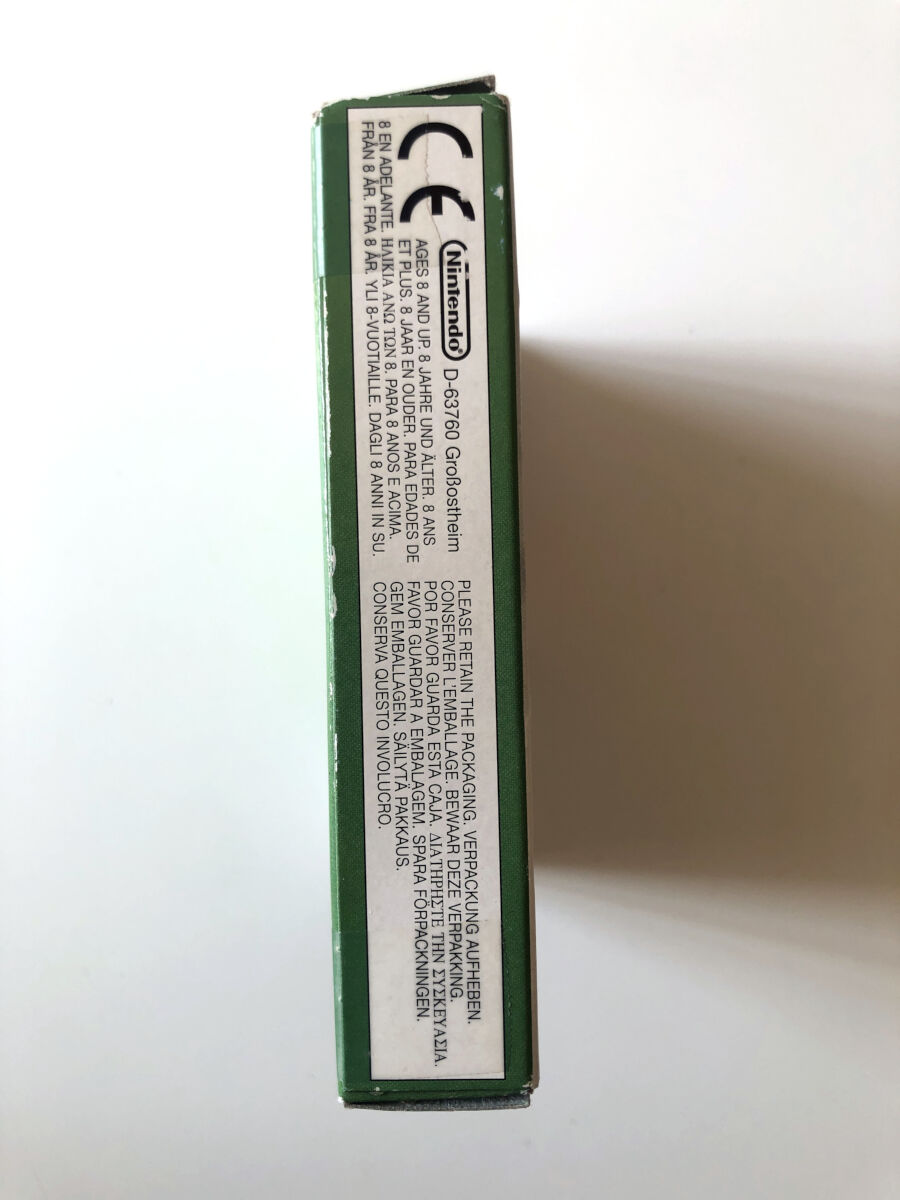 CE
Nintendo® D-63760 Großostheim
AGES 8 AND UP. 8 JAHRE UND ÄLTER. 8 ANS
ET PLUS. 8 JAAR EN OUDER. PARA EDADES DE
8 EN ADELANTE. ΗΛΙΚΙΑ ΑΝΩ ΤΩΝ 8. PARA 8 ANOS E ACIMA.
FRÅN 8 ÅR. FRA 8 ÅR. YLI 8-VUOTIAILLE. DAGLI 8 ANNI IN SU.
PLEASE RETAIN THE PACKAGING. VERPACKUNG AUFHEBEN.
CONSERVER L'EMBALLAGE. BEWAAR DEZE VERPAKKING.
POR FAVOR GUARDA ESTA CAJA. ΔΙΑΤΗΡΗΣΤΕ ΤΗΝ ΣΥΣΚΕΥΑΣΙΑ.
FAVOR GUARDAR A EMBALAGEM. SPARA FÖRPACKNINGEN.
GEM EMBALLAGEN. SÄILYTÄ PAKKAUS.
CONSERVA QUESTO INVOLUCRO.